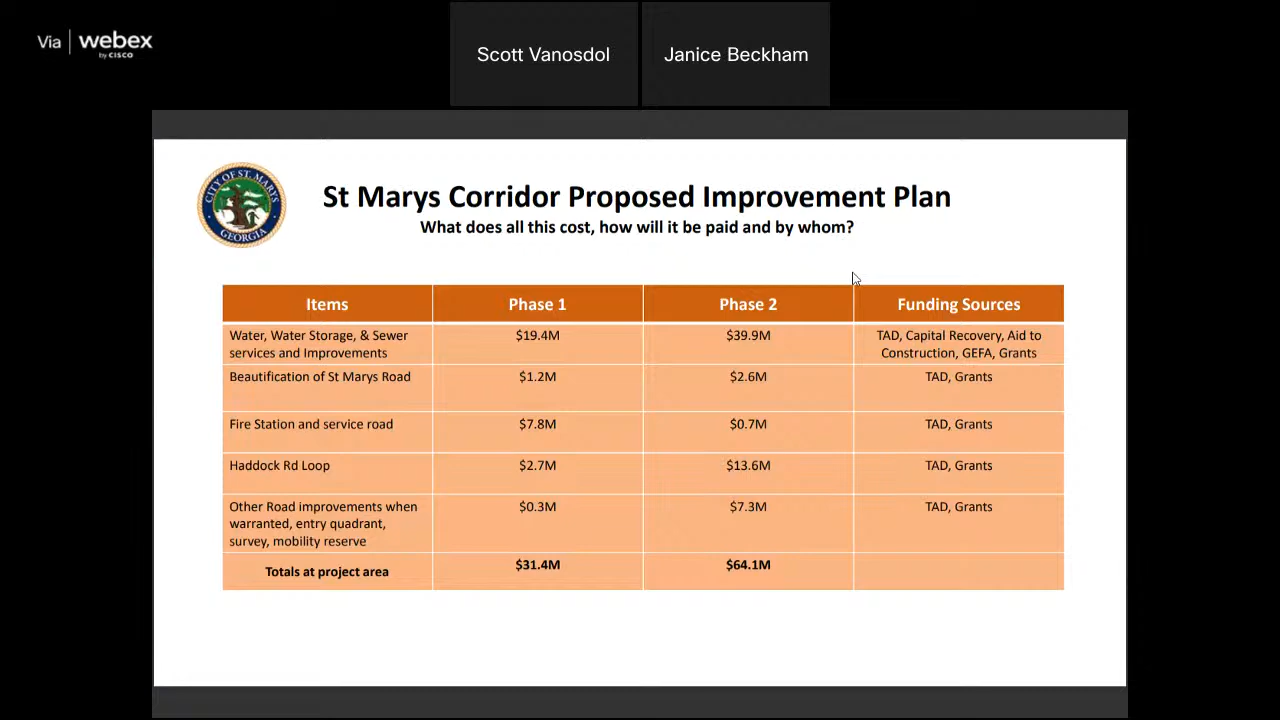 Via webex
by CISCO
Scott Vanosdol
Janice Beckham
CITY OF ST. MARYS
GEORGIA
St Marys Corridor Proposed Improvement Plan
What does all this cost, how will it be paid and by whom?
Items Phase 1 Phase 2 Funding Sources
Water, Water Storage, & Sewer $19.4M $39.9M TAD, Capital Recovery, Aid to
services and Improvements Construction, GEFA, Grants
Beautification of St Marys Road $1.2M $2.6M TAD, Grants
Fire Station and service road $7.8M $0.7M TAD, Grants
Haddock Rd Loop $2.7M $13.6M TAD, Grants
Other Road improvements when $0.3M $7.3M TAD, Grants
warranted, entry quadrant,
survey, mobility reserve
Totals at project area $31.4M $64.1M